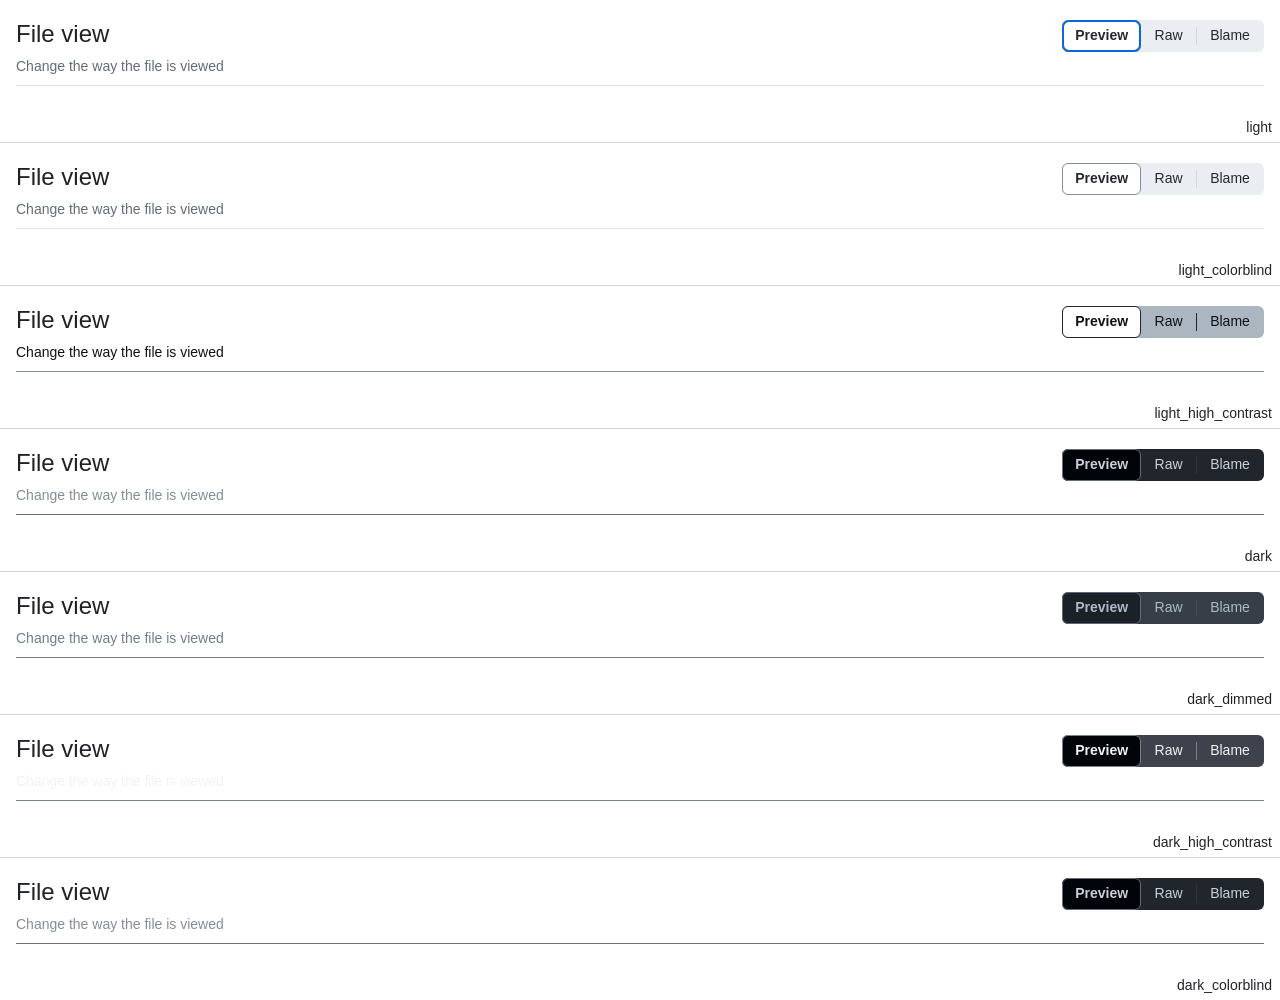 File view
Preview Raw Blame
Change the way the file is viewed
light
File view
Preview Raw Blame
Change the way the file is viewed
light_colorblind
File view
Preview Raw Blame
Change the way the file is viewed
light_high_contrast
File view
Preview Raw Blame
Change the way the file is viewed
dark
File view
Preview Raw Blame
Change the way the file is viewed
dark_dimmed
File view
Preview Raw Blame
Change the way the file is viewed
dark_high_contrast
File view
Preview Raw Blame
Change the way the file is viewed
dark_colorblind